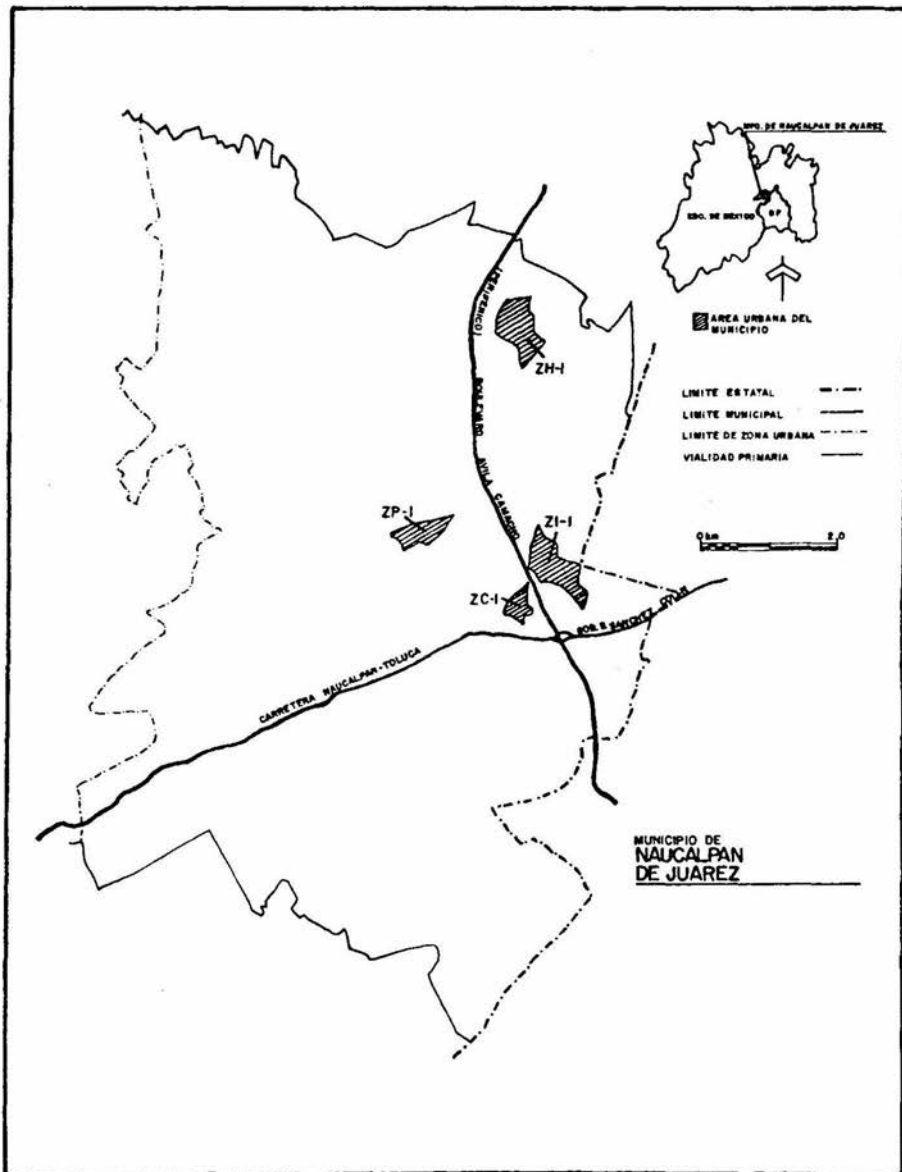 MPO. DE NAUCALPAN DE JUAREZ
EDO. DE MEXICO
DF
AREA URBANA DEL
MUNICIPIO
LIMITE ESTATAL
LIMITE MUNICIPAL
LIMITE DE ZONA URBANA
VIALIDAD PRIMARIA
0 km 2.0
(PERIFERICO)
BOULEVARD AVILA CAMACHO
ZH-I
ZP-I
ZI-I
ZC-I
SANCHEZ
CARRETERA NAUCALPAN-TOLUCA
MUNICIPIO DE
NAUCALPAN
DE JUAREZ